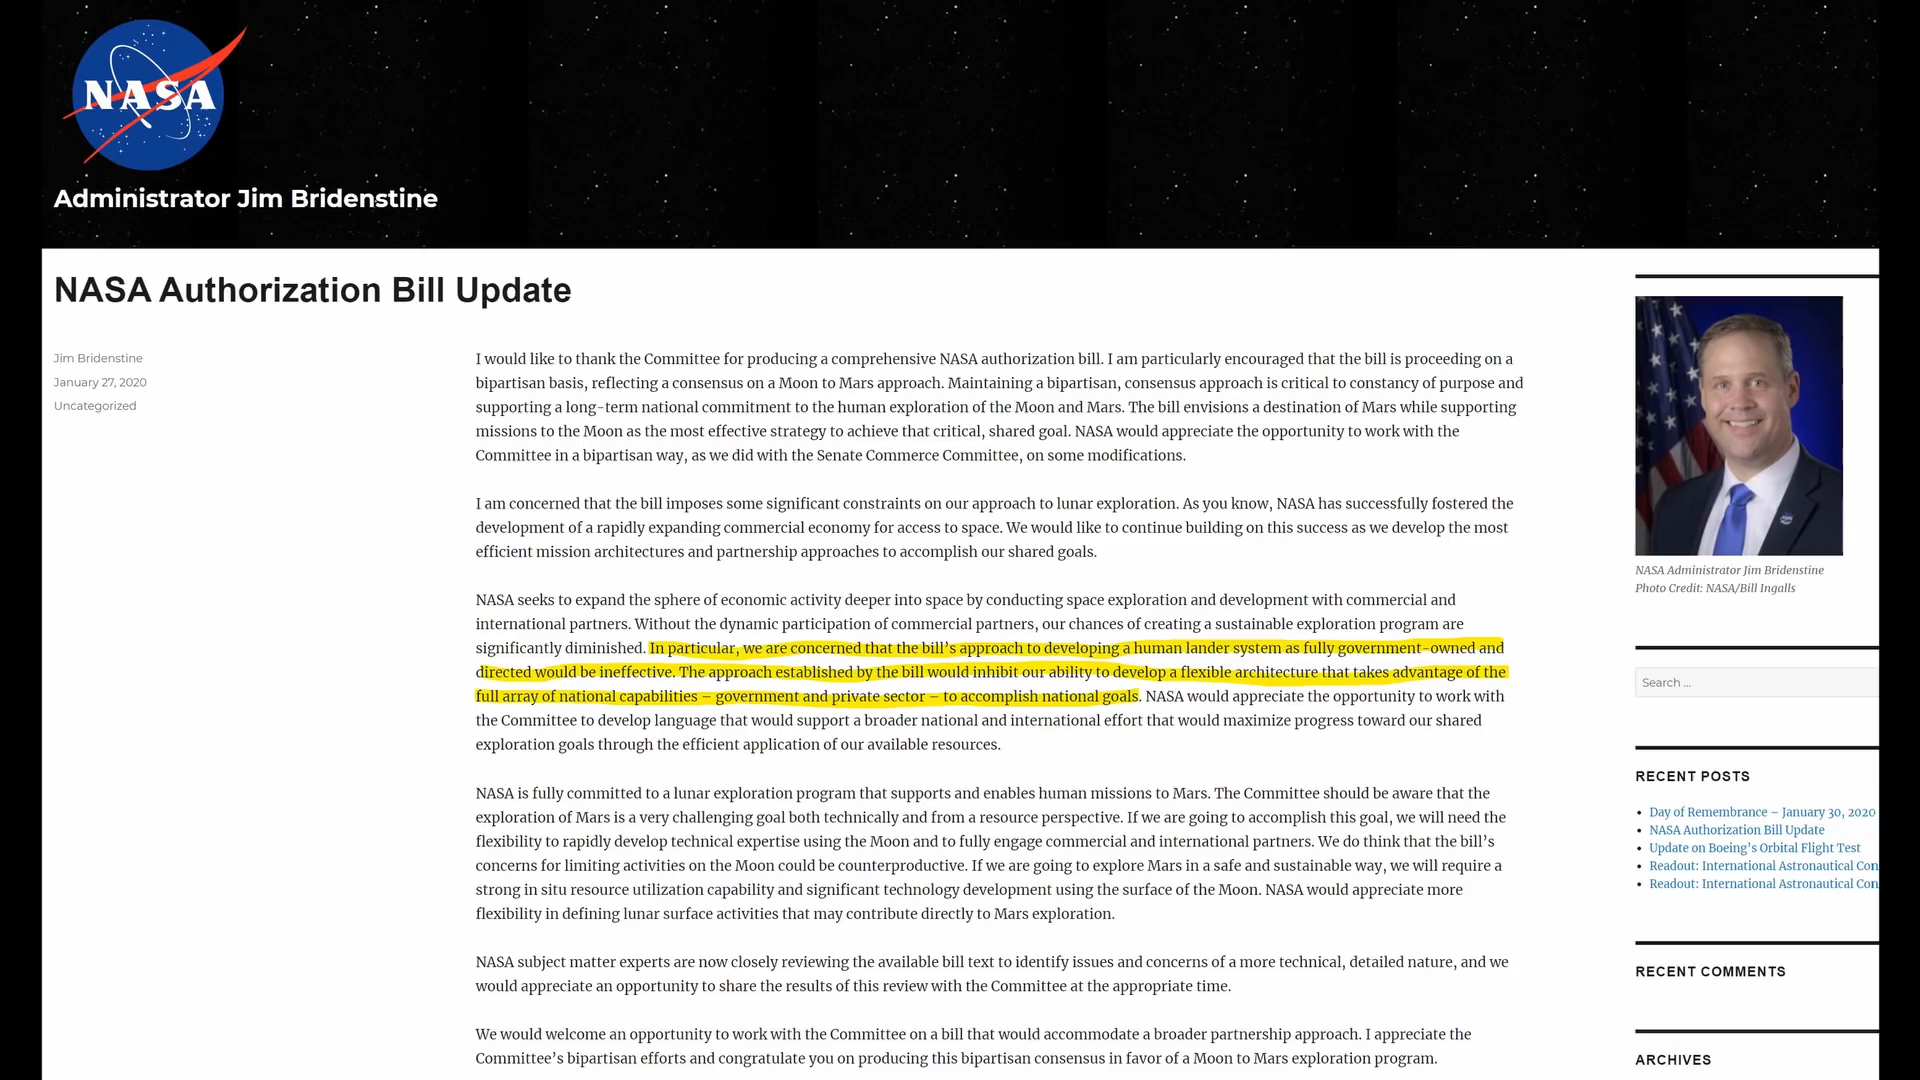 NASA
Administrator Jim Bridenstine
NASA Authorization Bill Update
Jim Bridenstine
January 27, 2020
Uncategorized
I would like to thank the Committee for producing a comprehensive NASA authorization bill. I am particularly encouraged that the bill is proceeding on a
bipartisan basis, reflecting a consensus on a Moon to Mars approach. Maintaining a bipartisan, consensus approach is critical to constancy of purpose and
supporting a long-term national commitment to the human exploration of the Moon and Mars. The bill envisions a destination of Mars while supporting
missions to the Moon as the most effective strategy to achieve that critical, shared goal. NASA would appreciate the opportunity to work with the
Committee in a bipartisan way, as we did with the Senate Commerce Committee, on some modifications.
I am concerned that the bill imposes some significant constraints on our approach to lunar exploration. As you know, NASA has successfully fostered the
development of a rapidly expanding commercial economy for access to space. We would like to continue building on this success as we develop the most
efficient mission architectures and partnership approaches to accomplish our shared goals.
NASA seeks to expand the sphere of economic activity deeper into space by conducting space exploration and development with commercial and
international partners. Without the dynamic participation of commercial partners, our chances of creating a sustainable exploration program are
significantly diminished. In particular, we are concerned that the bill’s approach to developing a human lander system as fully government-owned and
directed would be ineffective. The approach established by the bill would inhibit our ability to develop a flexible architecture that takes advantage of the
full array of national capabilities – government and private sector – to accomplish national goals. NASA would appreciate the opportunity to work with
the Committee to develop language that would support a broader national and international effort that would maximize progress toward our shared
exploration goals through the efficient application of our available resources.
NASA is fully committed to a lunar exploration program that supports and enables human missions to Mars. The Committee should be aware that the
exploration of Mars is a very challenging goal both technically and from a resource perspective. If we are going to accomplish this goal, we will need the
flexibility to rapidly develop technical expertise using the Moon and to fully engage commercial and international partners. We do think that the bill’s
concerns for limiting activities on the Moon could be counterproductive. If we are going to explore Mars in a safe and sustainable way, we will require a
strong in situ resource utilization capability and significant technology development using the surface of the Moon. NASA would appreciate more
flexibility in defining lunar surface activities that may contribute directly to Mars exploration.
NASA subject matter experts are now closely reviewing the available bill text to identify issues and concerns of a more technical, detailed nature, and we
would appreciate an opportunity to share the results of this review with the Committee at the appropriate time.
We would welcome an opportunity to work with the Committee on a bill that would accommodate a broader partnership approach. I appreciate the
Committee’s bipartisan efforts and congratulate you on producing this bipartisan consensus in favor of a Moon to Mars exploration program.
NASA Administrator Jim Bridenstine
Photo Credit: NASA/Bill Ingalls
Search ...
RECENT POSTS
Day of Remembrance – January 30, 2020
NASA Authorization Bill Update
Update on Boeing’s Orbital Flight Test
Readout: International Astronautical Con
Readout: International Astronautical Con
RECENT COMMENTS
ARCHIVES